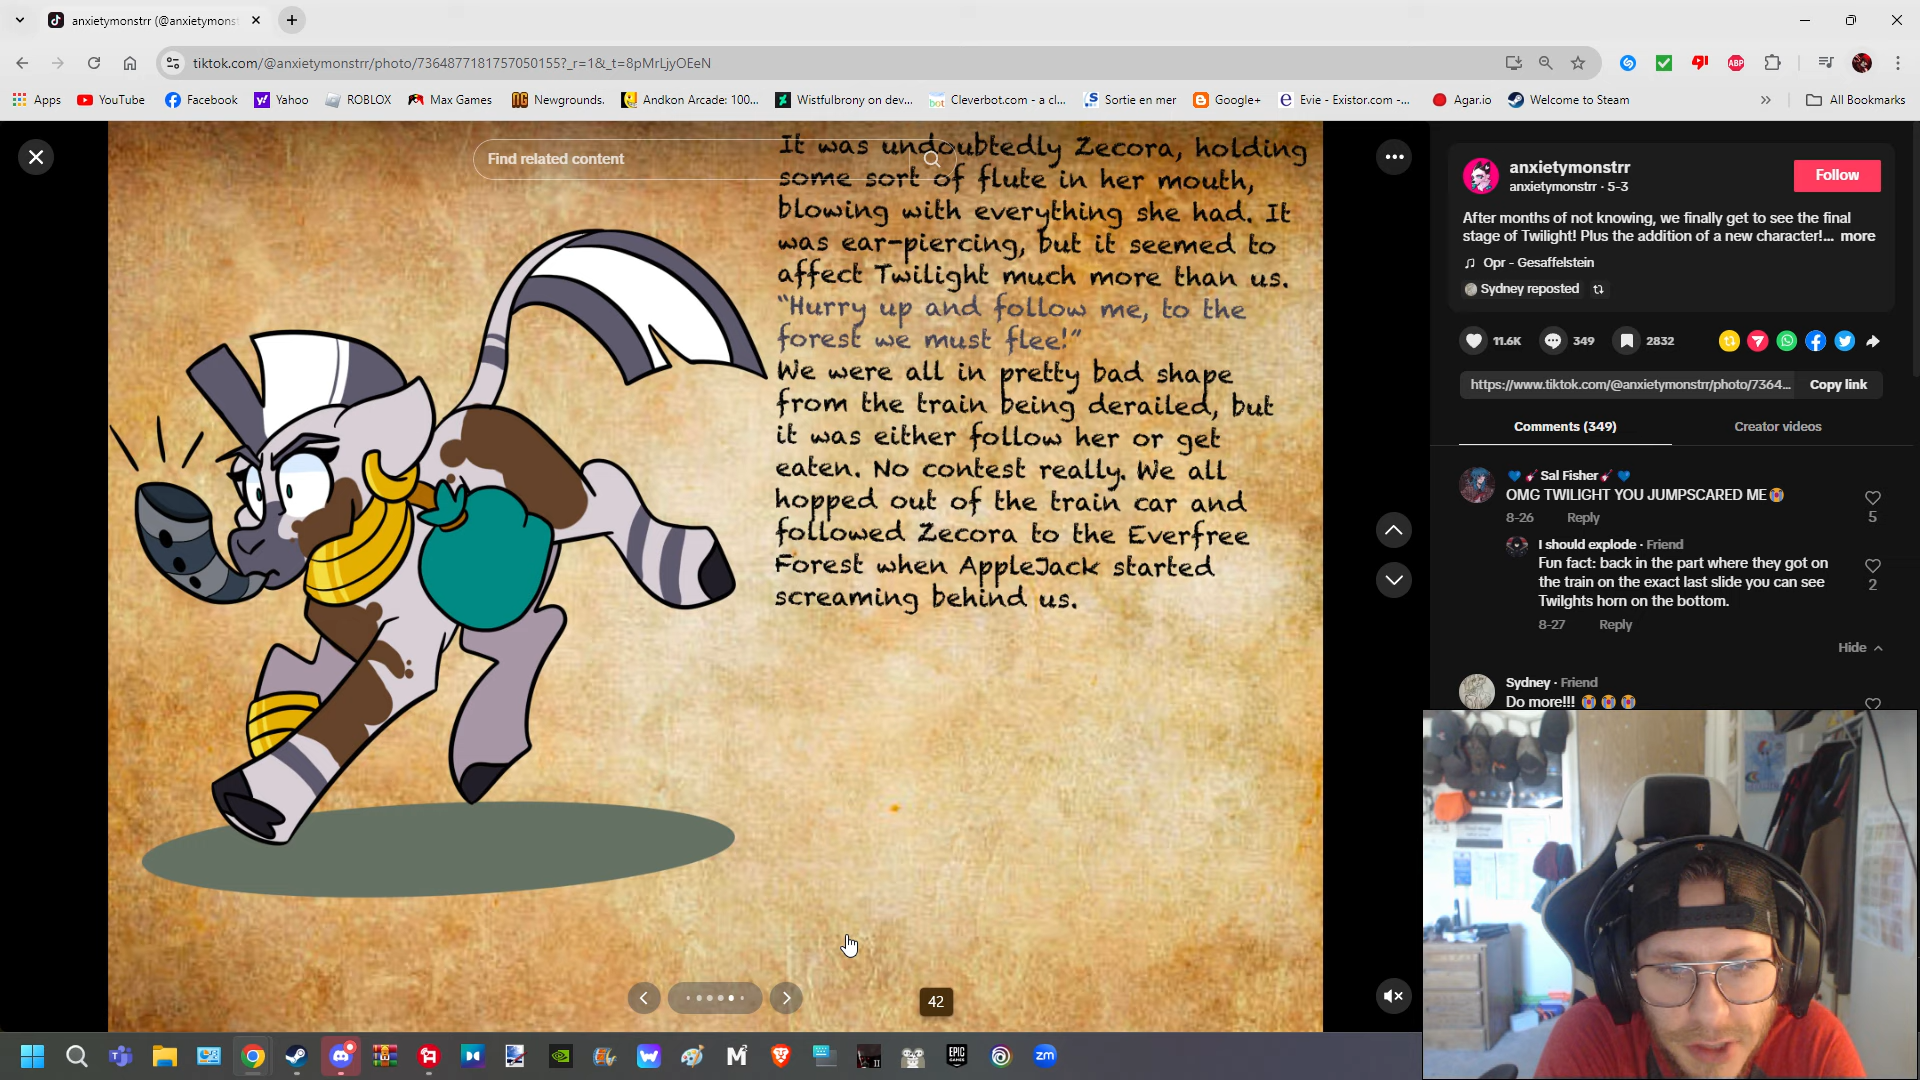 anxietymonstrr (@anxietymonst
tiktok.com/@anxietymonstrr/photo/7364877181757050155?_r=1&_t=8pMrLjyOEeN
Apps YouTube Facebook Yahoo ROBLOX Max Games Newgrounds. Andkon Arcade: 100... Wistfulbrony on dev... Cleverbot.com - a cl... Sortie en mer Google+ Evie - Existor.com -... Agar.io Welcome to Steam » All Bookmarks
Find related content
It was undoubtedly Zecora, holding
some sort of flute in her mouth,
blowing with everything she had. It
was ear-piercing, but it seemed to
affect Twilight much more than us.
"Hurry up and follow me, to the
forest we must flee!"
We were all in pretty bad shape
from the train being derailed, but
it was either follow her or get
eaten. No contest really. We all
hopped out of the train car and
followed Zecora to the Everfree
Forest when AppleJack started
screaming behind us.
42
anxietymonstrr
anxietymonstrr · 5-3
Follow
After months of not knowing, we finally get to see the final
stage of Twilight! Plus the addition of a new character!... more
Opr - Gesaffelstein
Sydney reposted
11.6K 349 2832
https://www.tiktok.com/@anxietymonstrr/photo/7364... Copy link
Comments (349) Creator videos
Sal Fisher
OMG TWILIGHT YOU JUMPSCARED ME😭
8-26 Reply
5
I should explode · Friend
Fun fact: back in the part where they got on
the train on the exact last slide you can see
Twilghts horn on the bottom.
2
8-27 Reply
Hide
Sydney · Friend
Do more!!! 😭 😭 😭